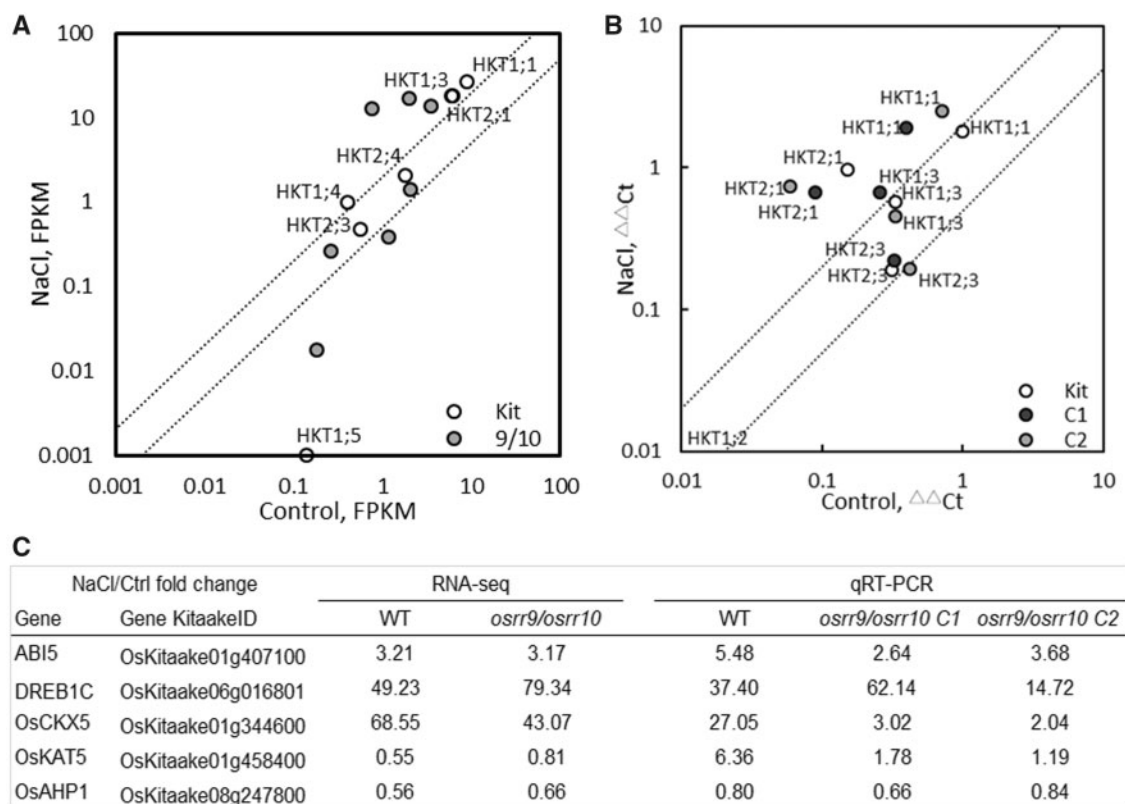 A
100
10
1
0.1
0.01
0.001
NaCl, FPKM
HKT1;1
HKT1;3
HKT2;1
HKT2;4
HKT1;4
HKT2;3
HKT1;5
Kit
9/10
0.001 0.01 0.1 1 10 100
Control, FPKM
B
10
1
0.1
0.01
NaCl, △△Ct
HKT1;1
HKT1;1
HKT1;1
HKT2;1
HKT1;3
HKT2;1
HKT1;3
HKT2;1
HKT1;3
HKT2;3
HKT2;3
HKT2;3
HKT1;2
Kit
C1
C2
0.01 0.1 1 10
Control, △△Ct
C
NaCl/Ctrl fold change RNA-seq qRT-PCR
Gene Gene KitaakeID WT osrr9/osrr10 WT osrr9/osrr10 C1 osrr9/osrr10 C2
ABI5 OsKitaake01g407100 3.21 3.17 5.48 2.64 3.68
DREB1C OsKitaake06g016801 49.23 79.34 37.40 62.14 14.72
OsCKX5 OsKitaake01g344600 68.55 43.07 27.05 3.02 2.04
OsKAT5 OsKitaake01g458400 0.55 0.81 6.36 1.78 1.19
OsAHP1 OsKitaake08g247800 0.56 0.66 0.80 0.66 0.84